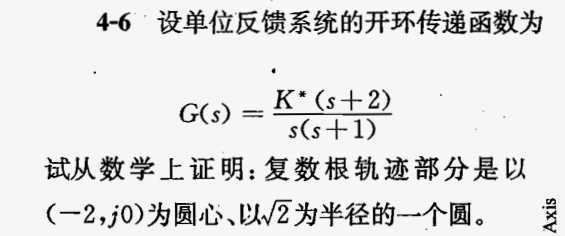 4-6 设单位反馈系统的开环传递函数为
G(s) = K*(s+2) / s(s+1)
试从数学上证明：复数根轨迹部分是以
(−2,j0)为圆心、以√2为半径的一个圆。
Axis